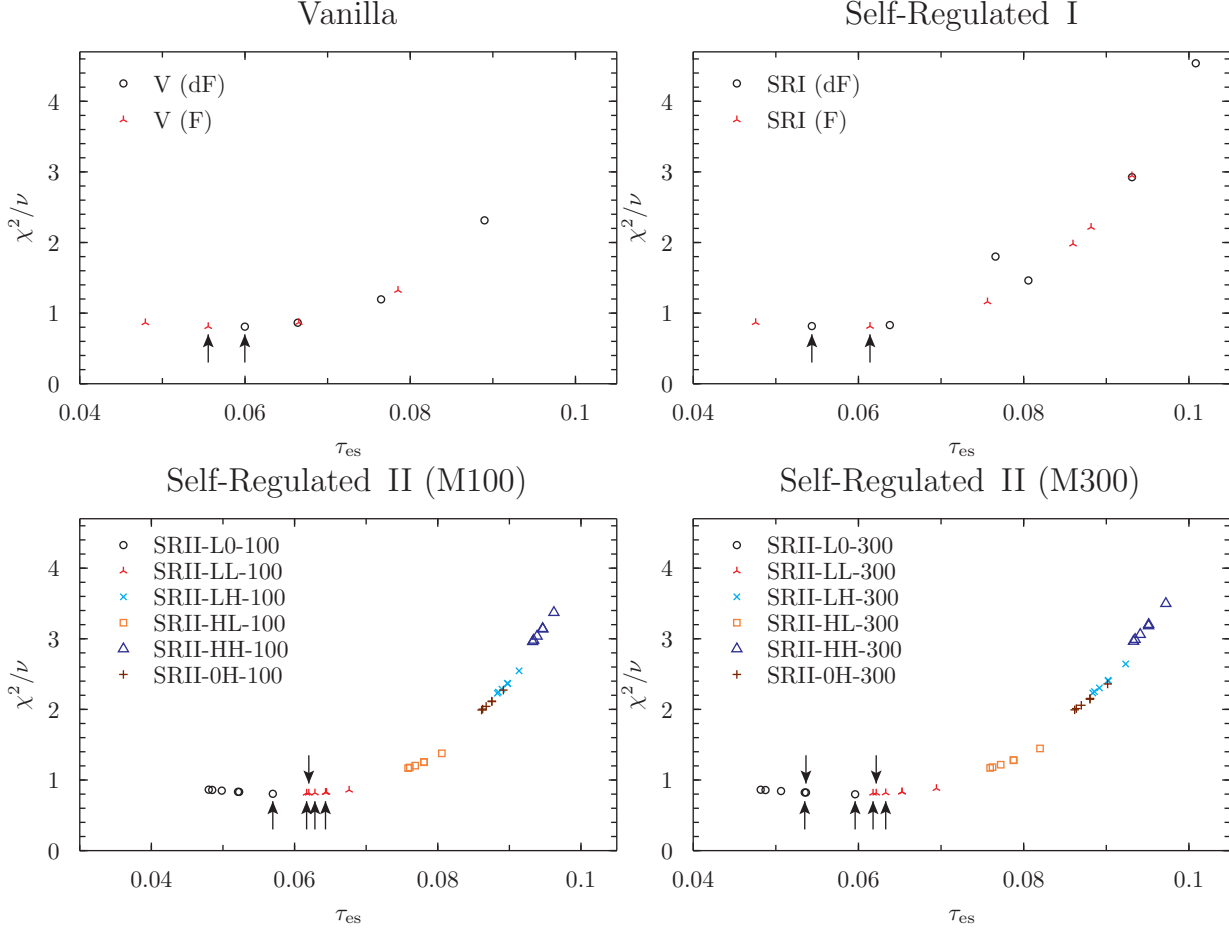 Vanilla
V (dF)
V (F)
χ²/ν
4
3
2
1
0
0.04 0.06 0.08 0.1
τes
Self-Regulated I
SRI (dF)
SRI (F)
χ²/ν
4
3
2
1
0
0.04 0.06 0.08 0.1
τes
Self-Regulated II (M100)
SRII-L0-100
SRII-LL-100
SRII-LH-100
SRII-HL-100
SRII-HH-100
SRII-0H-100
χ²/ν
4
3
2
1
0
0.04 0.06 0.08 0.1
τes
Self-Regulated II (M300)
SRII-L0-300
SRII-LL-300
SRII-LH-300
SRII-HL-300
SRII-HH-300
SRII-0H-300
χ²/ν
4
3
2
1
0
0.04 0.06 0.08 0.1
τes